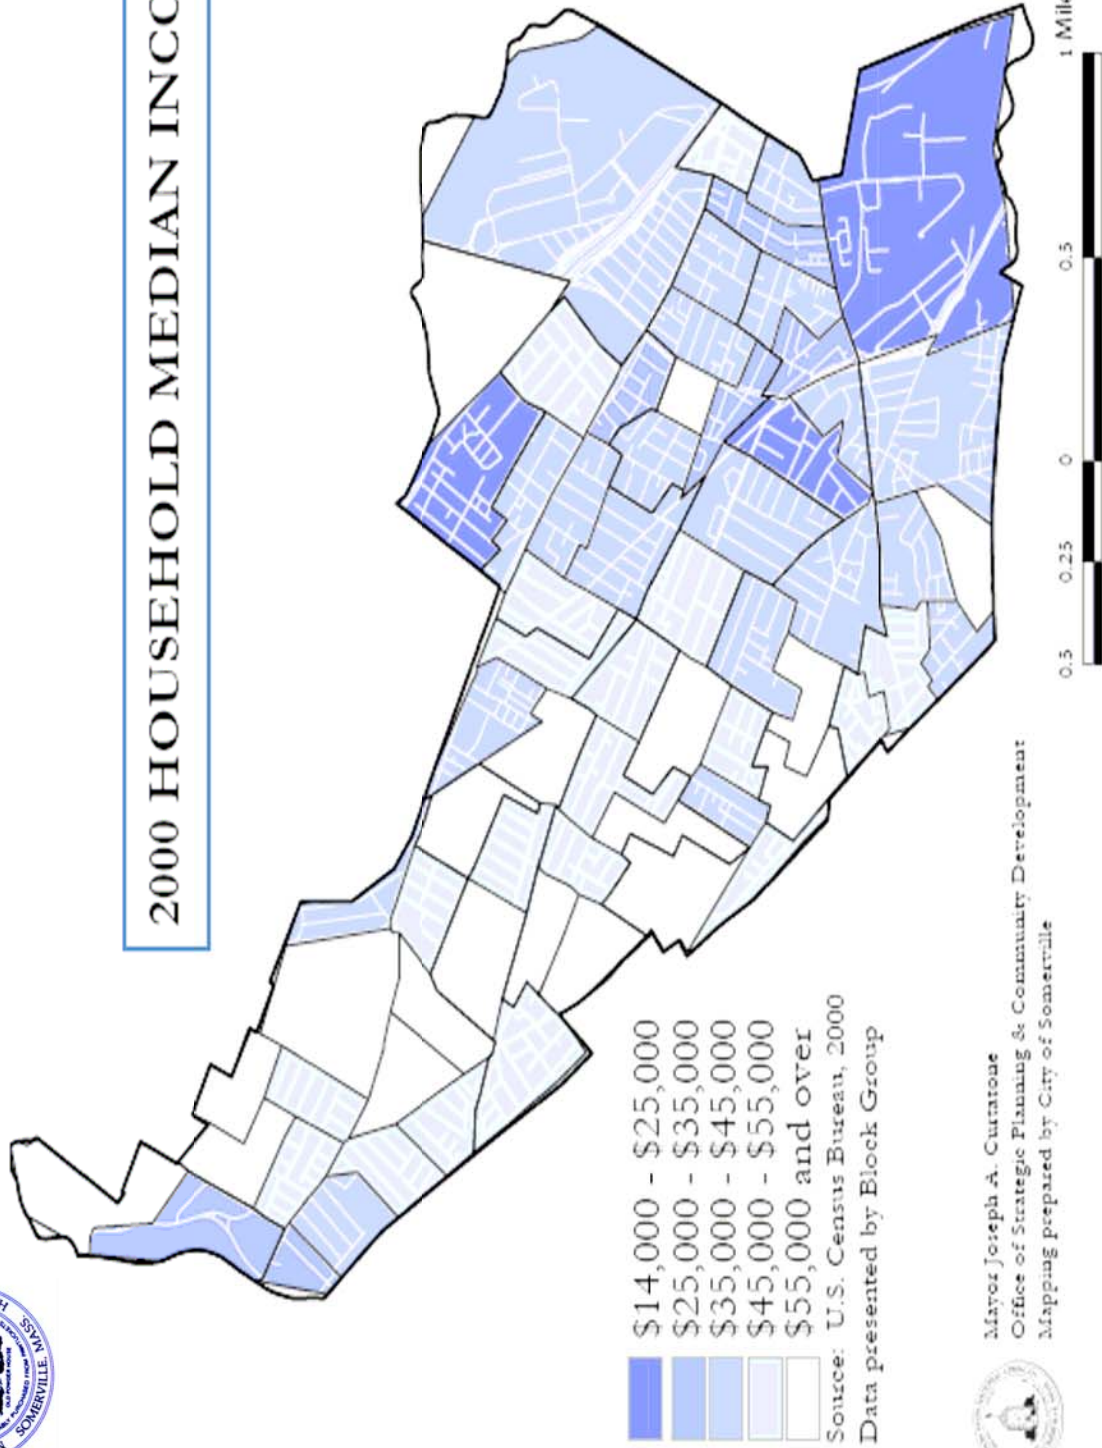 2000 HOUSEHOLD MEDIAN INCO
$14,000 - $25,000
$25,000 - $35,000
$35,000 - $45,000
$45,000 - $55,000
$55,000 and over
Source: U.S. Census Bureau, 2000
Data presented by Block Group
Mayor Joseph A. Curtatone
Office of Strategic Planning & Community Development
Mapping prepared by City of Somerville
0.5 0.25 0 0.5 1 Mile
SOMERVILLE, MASS.